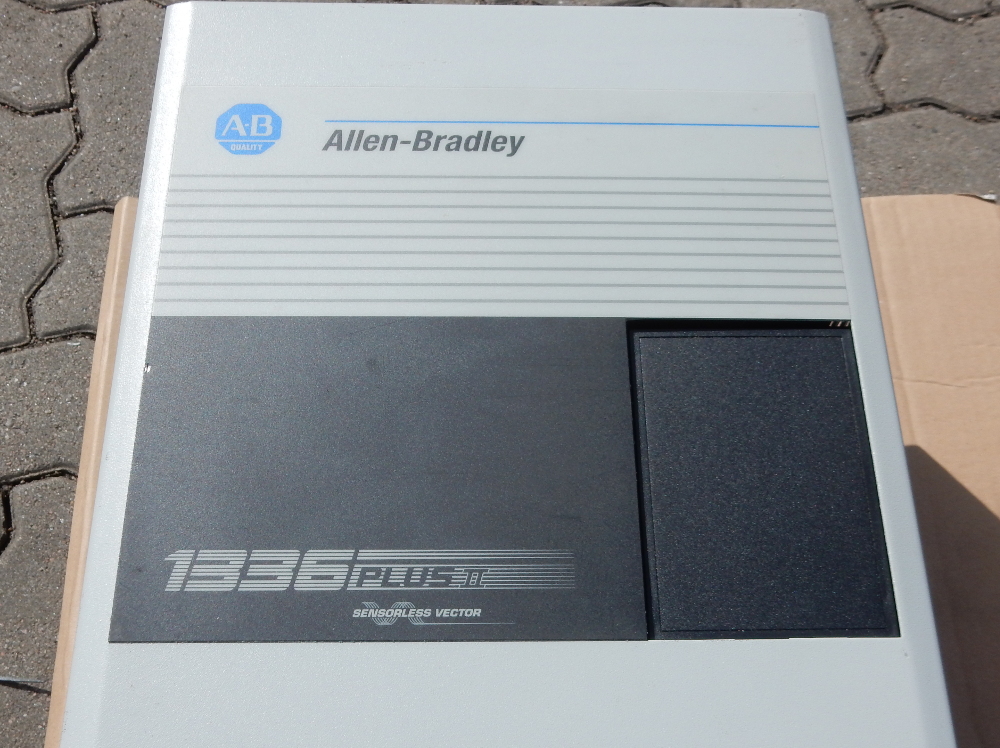 A-B
QUALITY
Allen-Bradley
1336 PLUS II
SENSORLESS VECTOR